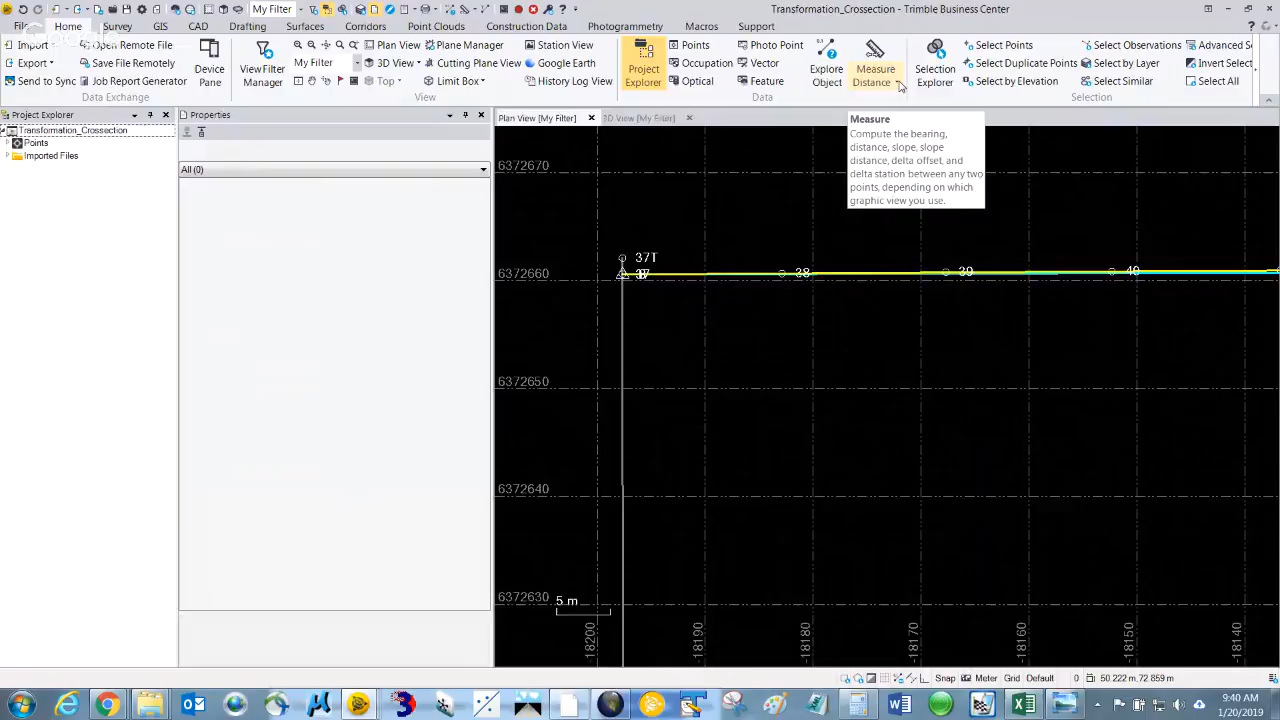 My Filter
Transformation_Crossection - Trimble Business Center
Home Survey GIS CAD Drafting Surfaces Corridors Point Clouds Photogrammetry Macros Support
Import Open Remote File Plan View Plane Manager Station View Points Photo Point Select Points Select Observations Advanced S
Export Save Remote File My Filter 3D View Cutting Plane Manager Google Earth Occupation Vector Select Duplicate Points Select by Layer Invert Select
Send to Sync Job Report Generator Top Limit Box History Log View Optical Feature Select by Elevation Select Similar Select All
Device Pane View Filter Manager Project Explorer Explore Object Measure Distance Selection Explorer
Data Exchange View Data Selection
Project Explorer
Transformation_Crossection
Points
Imported Files
Properties
All (0)
Plan View [My Filter] 3D View [My Filter]
Measure
Compute the bearing,
distance, slope, slope
distance, delta offset, and
delta station between any two
points, depending on which
graphic view you use.
6372670
37T
6372660
38 39 40
6372650
6372640
6372630
5 m
-18200 -18190 -18180 -18170 -18160 -18150 -18140
Snap Meter Grid Default 0 50.222 m, 72.859 m
9:40 AM
1/20/2019